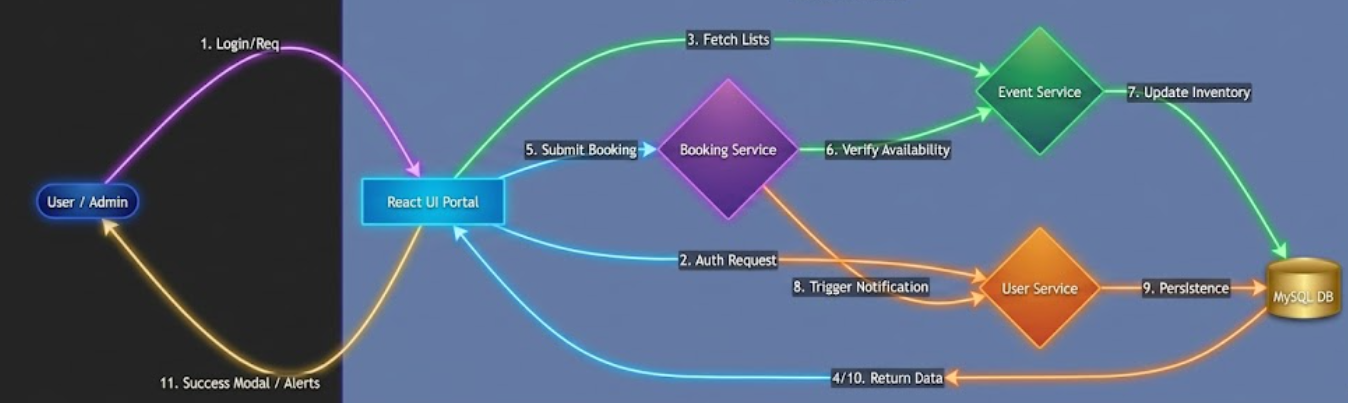 1. Login/Req
3. Fetch Lists
Event Service
7. Update Inventory
5. Submit Booking
Booking Service
6. Verify Availability
User / Admin
React UI Portal
2. Auth Request
8. Trigger Notification
User Service
9. Persistence
MySQL DB
11. Success Modal / Alerts
4/10. Return Data